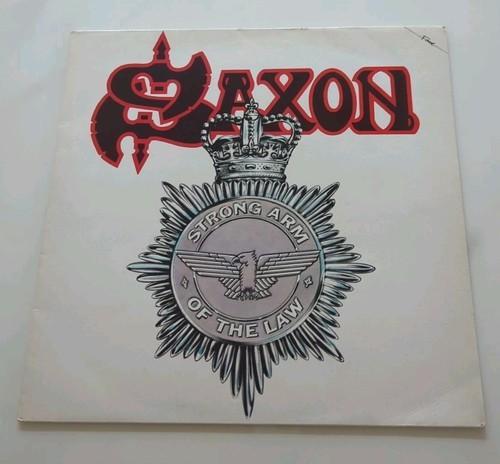 SAXON
STRONG ARM
OF THE LAW